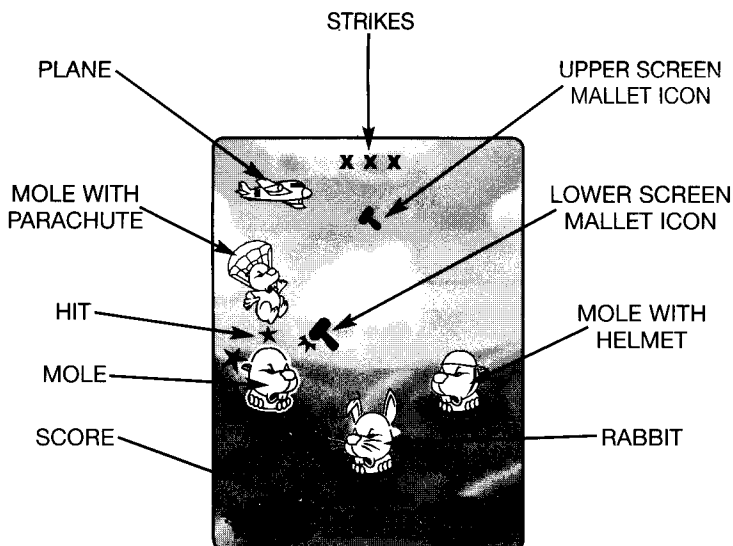 STRIKES
PLANE
UPPER SCREEN
MALLET ICON
X X X
MOLE WITH
PARACHUTE
LOWER SCREEN
MALLET ICON
HIT
MOLE WITH
HELMET
MOLE
SCORE
RABBIT